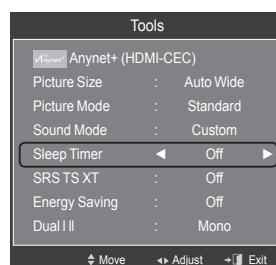 Tools
Anynet+ Anynet+ (HDMI-CEC)
Picture Size : Auto Wide
Picture Mode : Standard
Sound Mode : Custom
Sleep Timer ◄ Off ►
SRS TS XT : Off
Energy Saving : Off
Dual I II : Mono
Move Adjust Exit